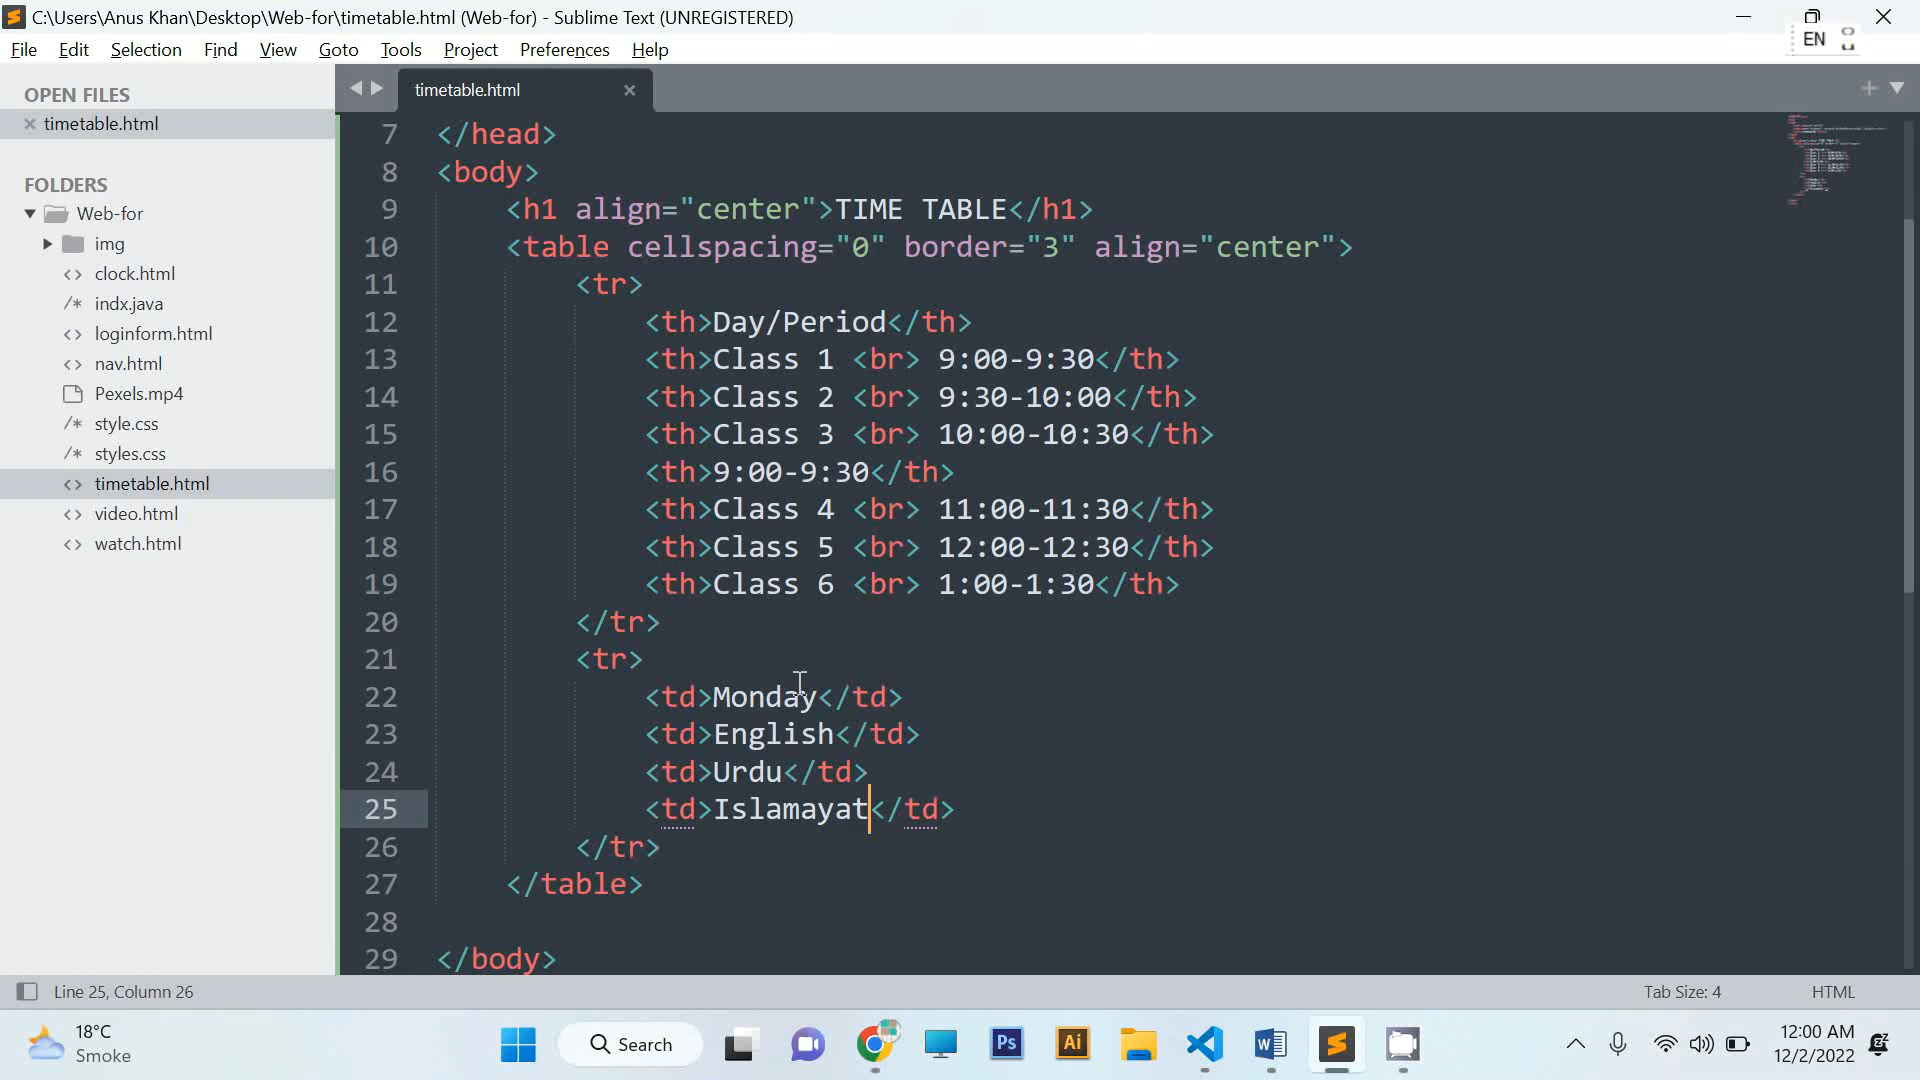 C:\Users\Anus Khan\Desktop\Web-for\timetable.html (Web-for) - Sublime Text (UNREGISTERED)
File Edit Selection Find View Goto Tools Project Preferences Help
EN
OPEN FILES
timetable.html
FOLDERS
Web-for
img
clock.html
indx.java
loginform.html
nav.html
Pexels.mp4
style.css
styles.css
timetable.html
video.html
watch.html
timetable.html
7 </head>
8 <body>
9 <h1 align="center">TIME TABLE</h1>
10 <table cellspacing="0" border="3" align="center">
11 <tr>
12 <th>Day/Period</th>
13 <th>Class 1 <br> 9:00-9:30</th>
14 <th>Class 2 <br> 9:30-10:00</th>
15 <th>Class 3 <br> 10:00-10:30</th>
16 <th>9:00-9:30</th>
17 <th>Class 4 <br> 11:00-11:30</th>
18 <th>Class 5 <br> 12:00-12:30</th>
19 <th>Class 6 <br> 1:00-1:30</th>
20 </tr>
21 <tr>
22 <td>Monday</td>
23 <td>English</td>
24 <td>Urdu</td>
25 <td>Islamayat</td>
26 </tr>
27 </table>
28
29 </body>
Line 25, Column 26
Tab Size: 4
HTML
18°C
Smoke
Search
Ps
Ai
12:00 AM
12/2/2022